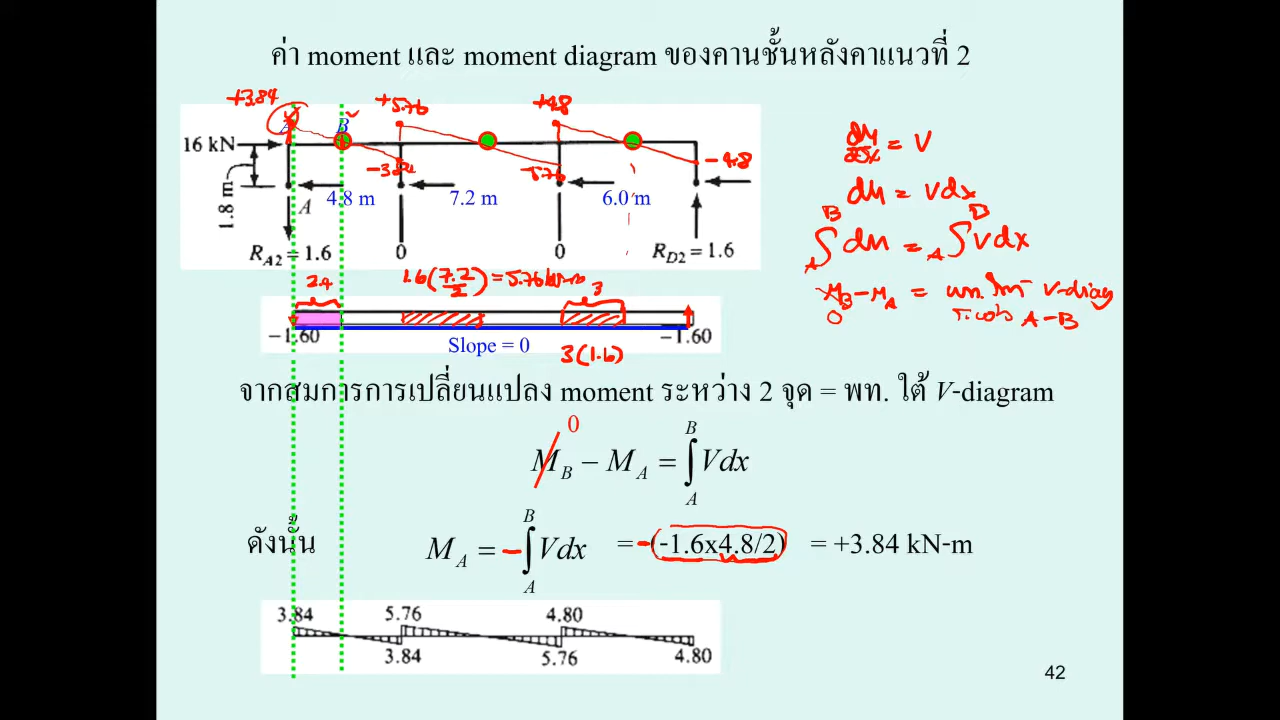 ค่า moment และ moment diagram ของคานชั้นหลังคาแนวที่ 2
+3.84
+5.76
+4.8
A
B
16 kN
-3.84
-5.76
-4.8
1.8 m
A
4.8 m
7.2 m
6.0 m
R_A2 = 1.6
0
0
R_D2 = 1.6
dM/dx = V
dM = Vdx
∫ dM = ∫ Vdx
M_B - M_A = V-diag
0
A-B
2.4
1.6(7.2/2) = 5.76 kN-m
3
−1.60
Slope = 0
3(1.6)
−1.60
จากสมการการเปลี่ยนแปลง moment ระหว่าง 2 จุด = พท. ใต้ V-diagram
0
M_B − M_A = ∫_A^B Vdx
ดังนั้น M_A = -∫_A^B Vdx = -(-1.6x4.8/2) = +3.84 kN-m
3.84 5.76 4.80
3.84 5.76 4.80
42